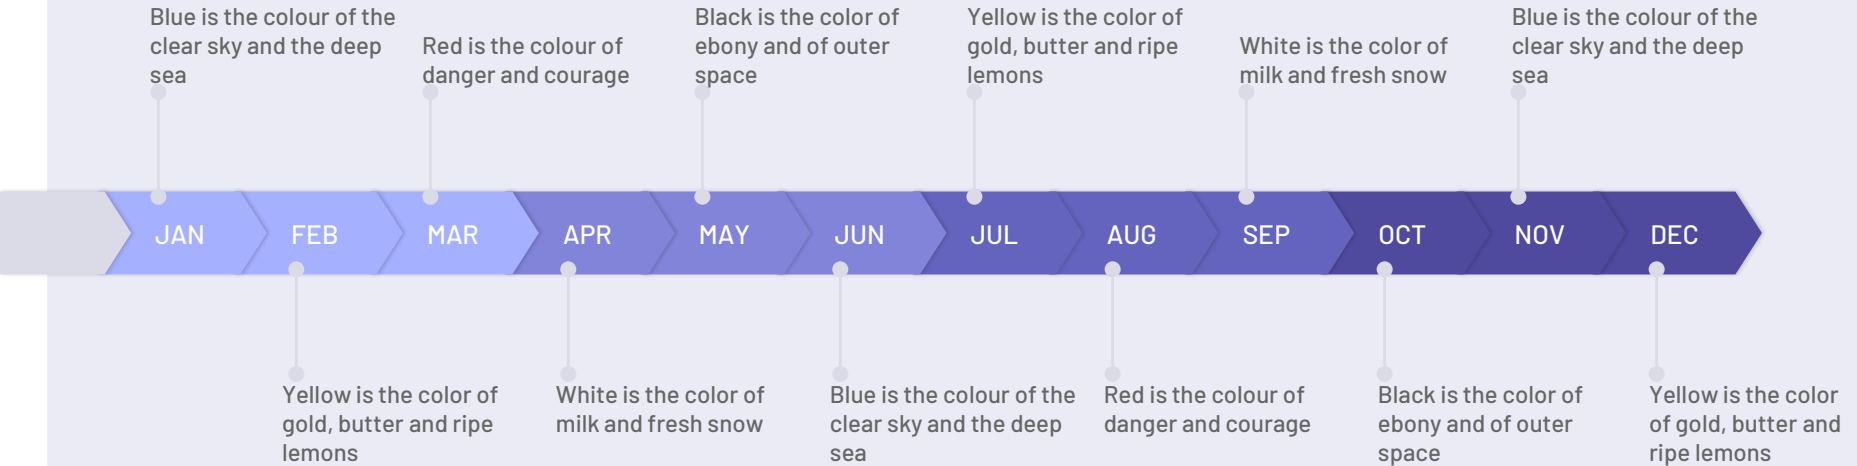 Blue is the colour of the
clear sky and the deep
sea
Red is the colour of
danger and courage
Black is the color of
ebony and of outer
space
Yellow is the color of
gold, butter and ripe
lemons
White is the color of
milk and fresh snow
Blue is the colour of the
clear sky and the deep
sea
JAN
FEB
MAR
APR
MAY
JUN
JUL
AUG
SEP
OCT
NOV
DEC
Yellow is the color of
gold, butter and ripe
lemons
White is the color of
milk and fresh snow
Blue is the colour of the
clear sky and the deep
sea
Red is the colour of
danger and courage
Black is the color of
ebony and of outer
space
Yellow is the color
of gold, butter and
ripe lemons